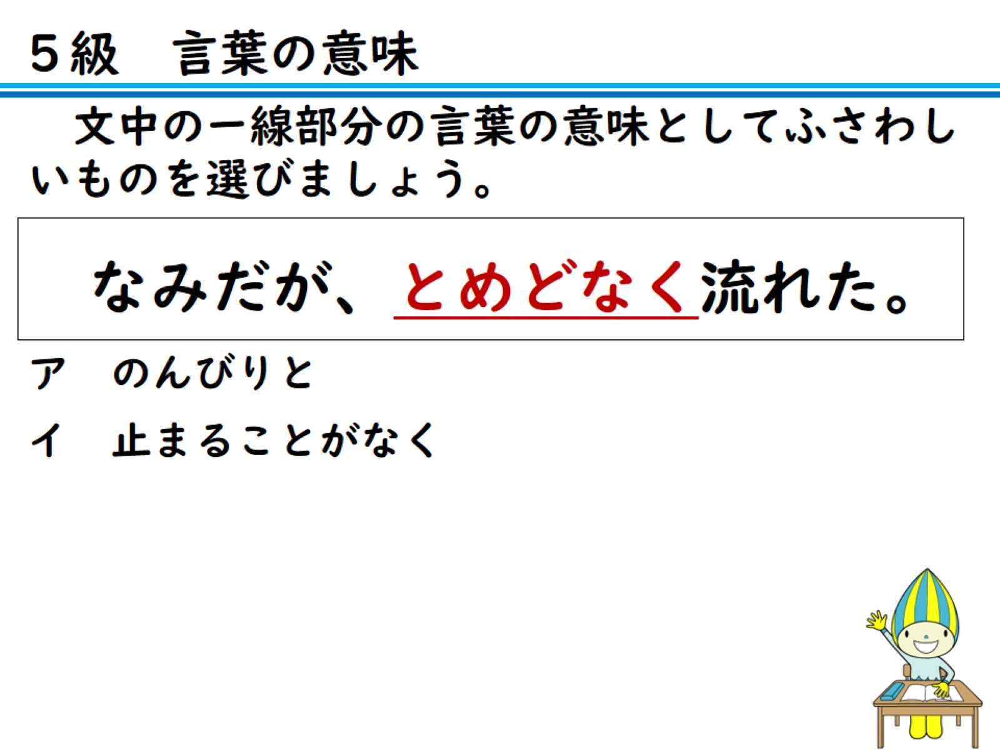 ５級　言葉の意味
文中の一線部分の言葉の意味としてふさわし
いものを選びましょう。
なみだが、とめどなく流れた。
ア　のんびりと
イ　止まることがなく